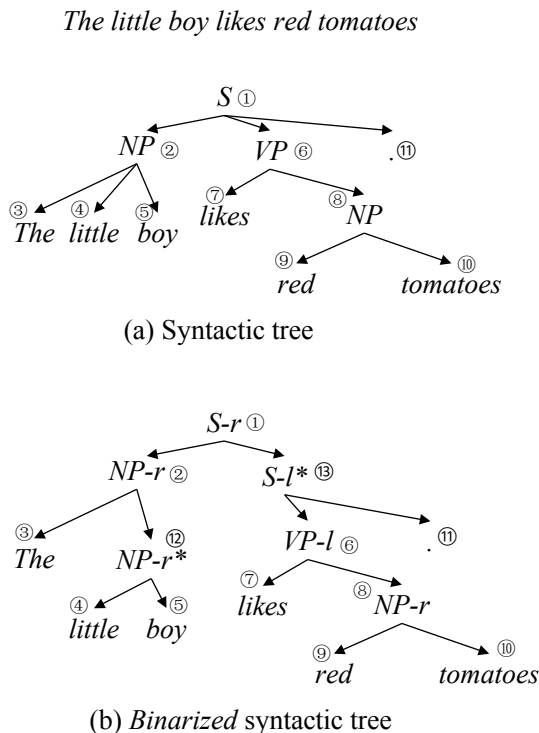 The little boy likes red tomatoes
S ①
NP ② VP ⑥ . ⑪
③ ④ ⑤ ⑦ ⑧
The little boy likes NP
⑨ ⑩
red tomatoes
(a) Syntactic tree
S-r ①
NP-r ② S-l* ⑬
③ ⑫ VP-l ⑥ . ⑪
The NP-r* ⑦ ⑧
④ ⑤ likes NP-r
little boy ⑨ ⑩
red tomatoes
(b) Binarized syntactic tree